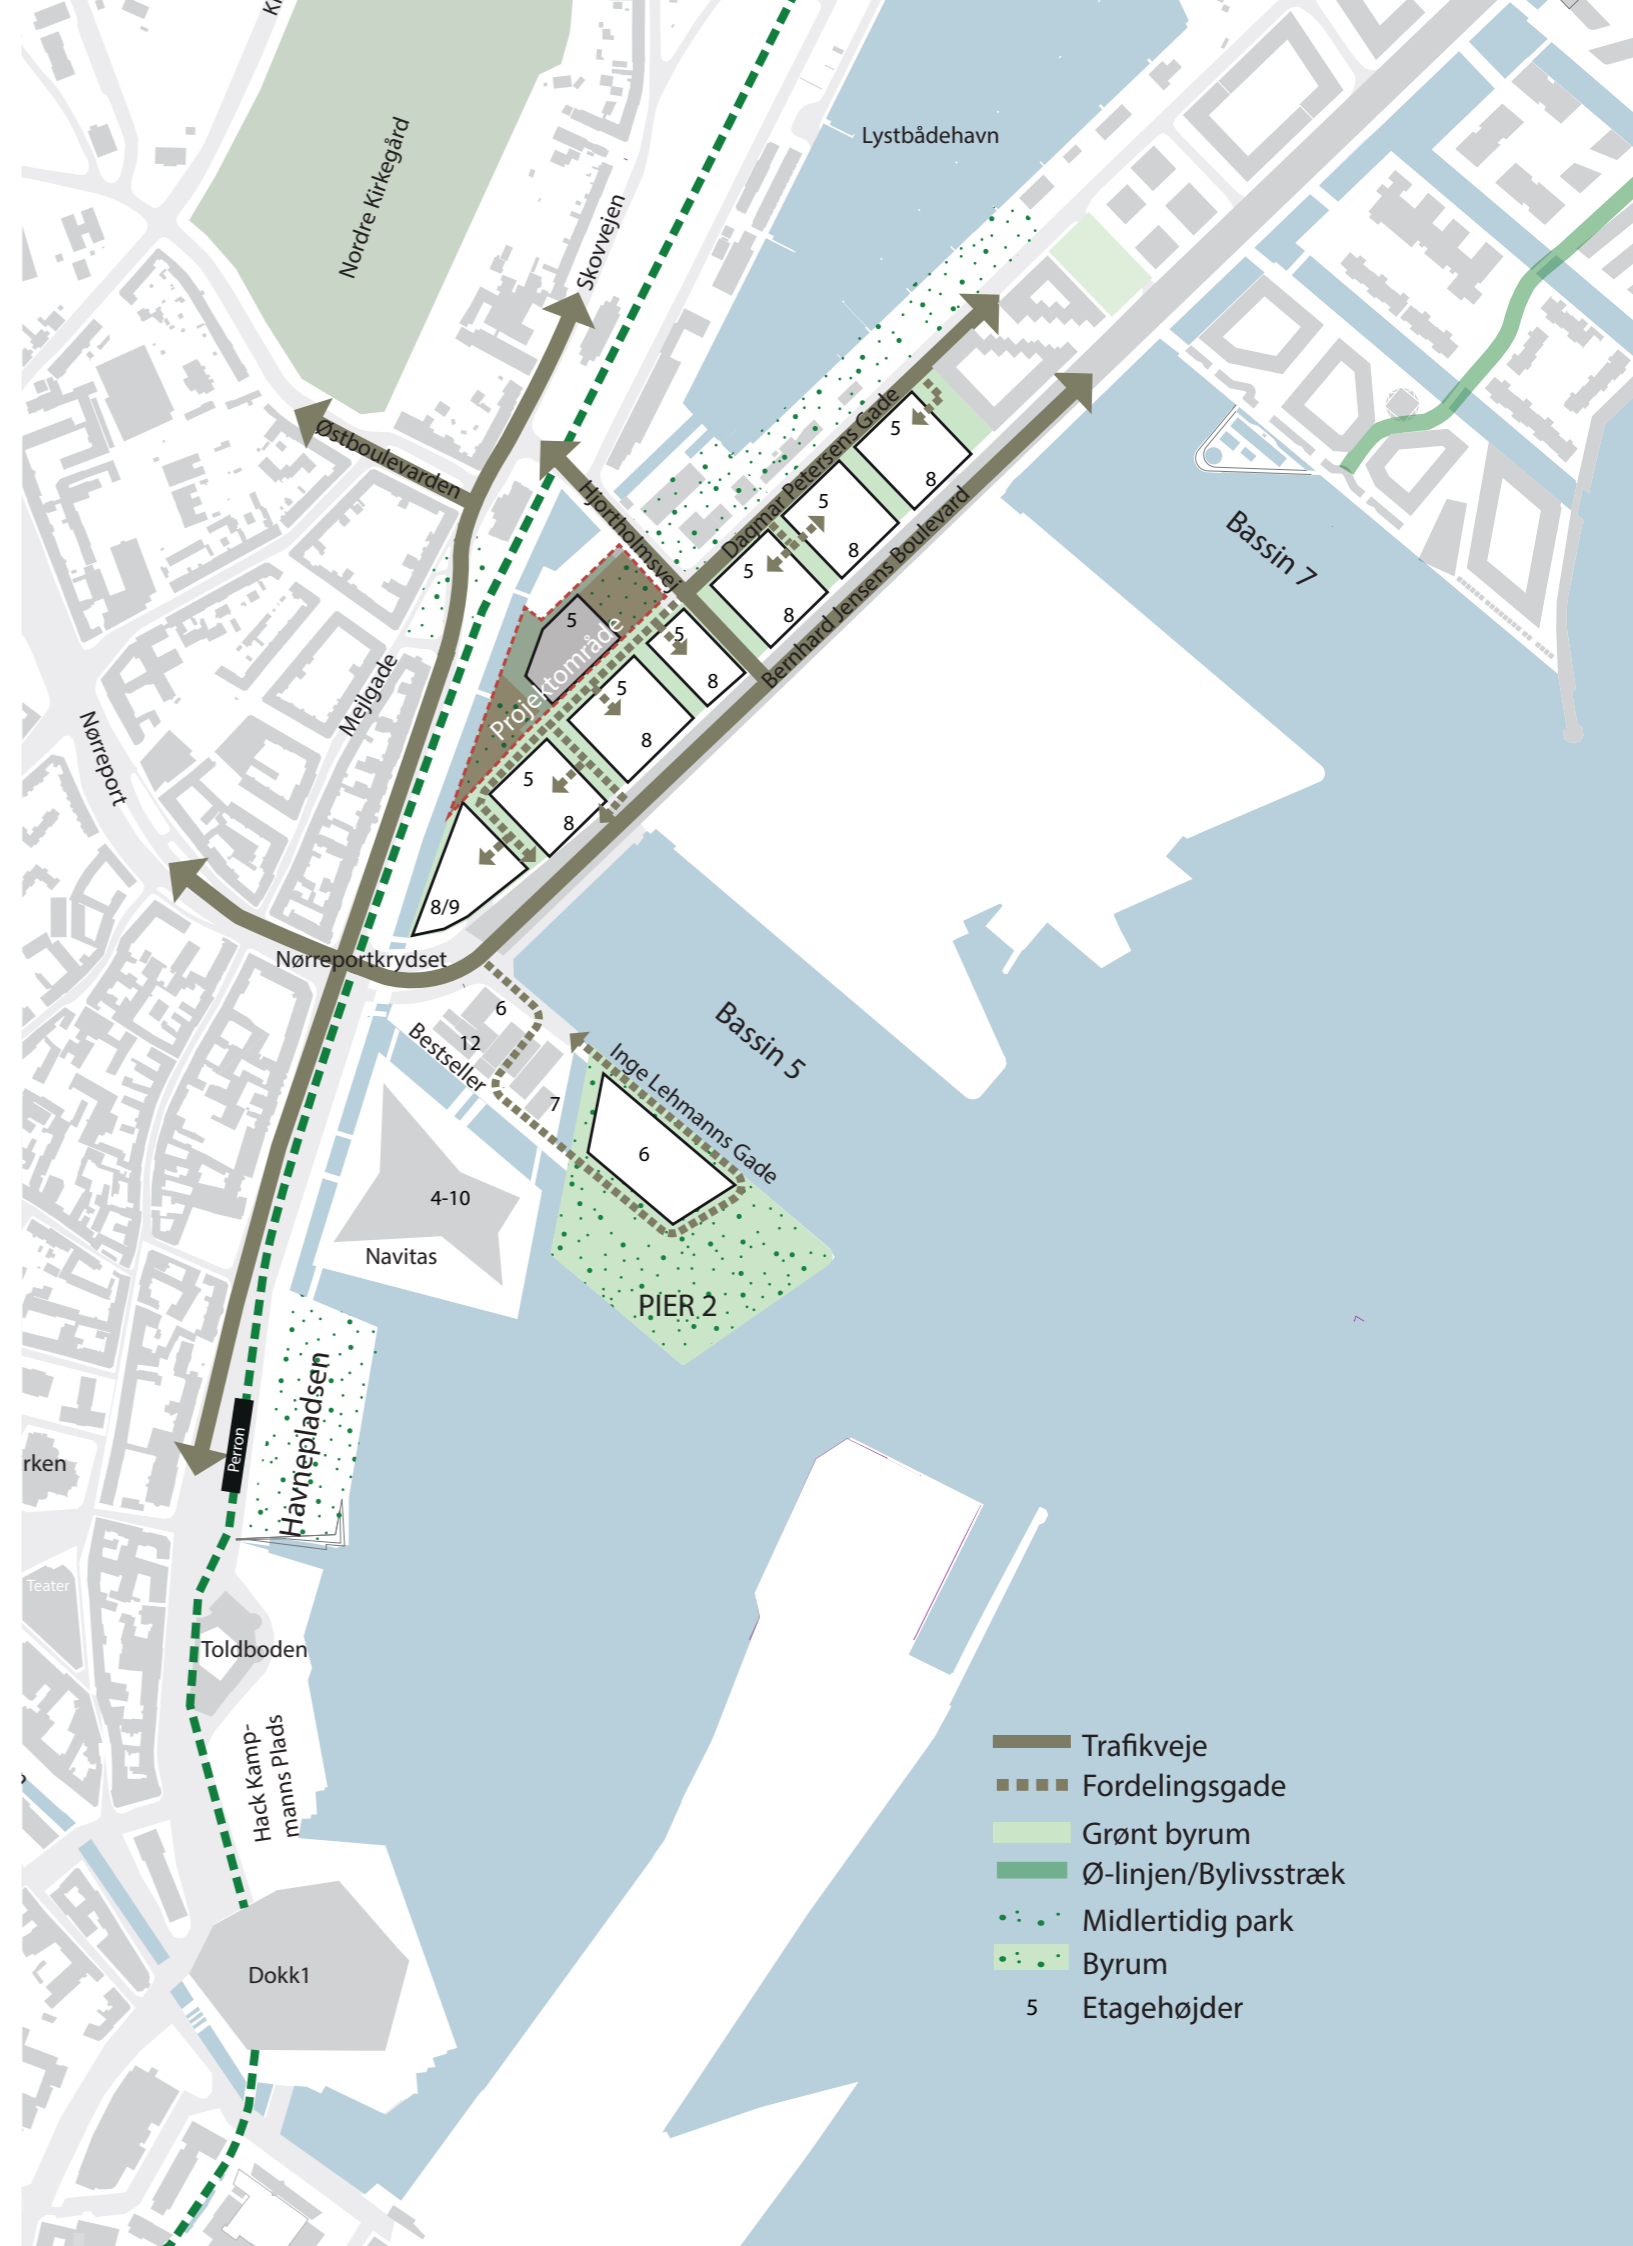 Lystbådehavn
Nordre Kirkegård
Skovvejen
Østboulevarden
Hjortholmsvej
Dagmar Petersens Gade
Bernhard Jensens Boulevard
5
8
5
8
5
8
5
8
5
8
5
8
8/9
5
Projektområde
Bassin 7
Mejlgade
Nørreport
Nørreportkrydset
Bassin 5
6
12
7
Bestseller
Inge Lehmanns Gade
6
4-10
Navitas
PIER 2
Havnepladsen
Perron
rken
Teater
Toldboden
Hack Kamp-
manns Plads
Dokk1
Trafikveje
Fordelingsgade
Grønt byrum
Ø-linjen/Bylivsstræk
Midlertidig park
Byrum
5 Etagehøjder